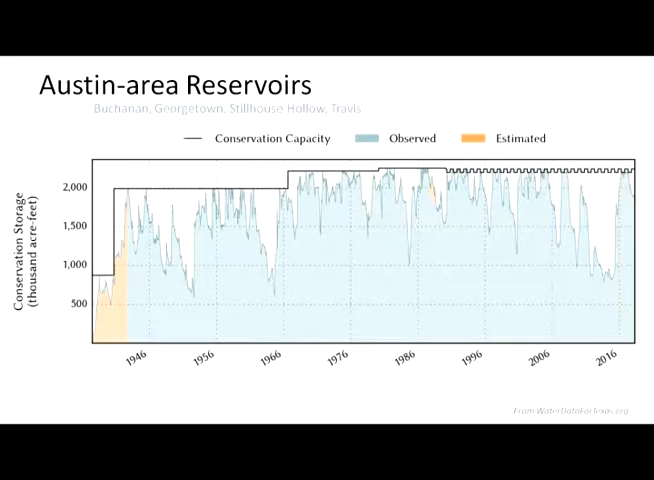 Austin-area Reservoirs
Buchanan, Georgetown, Stillhouse Hollow, Travis
Conservation Capacity Observed Estimated
Conservation Storage
(thousand acre-feet)
2,000
1,500
1,000
500
1946 1956 1966 1976 1986 1996 2006 2016
From WaterDataForTexas.org